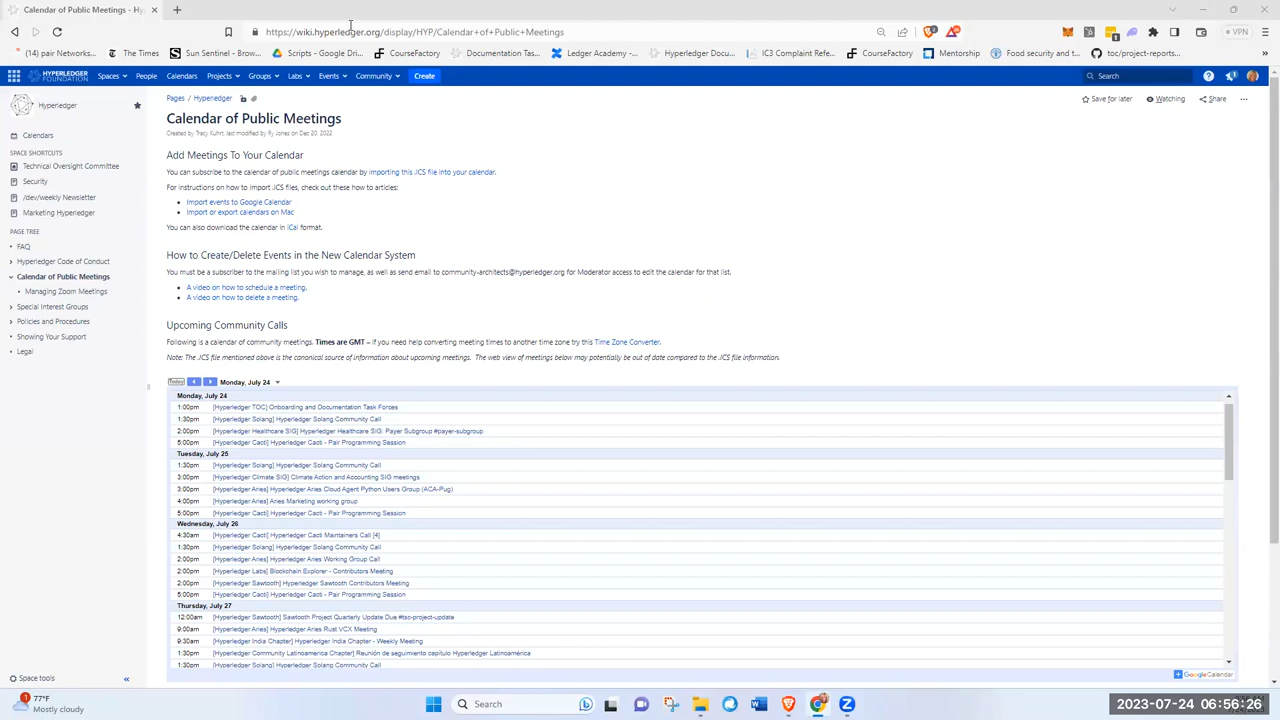 Calendar of Public Meetings - Hy
https://wiki.hyperledger.org/display/HYP/Calendar+of+Public+Meetings
VPN
(14) pair Networks...
The Times
Sun Sentinel - Brow...
Scripts - Google Dri...
CourseFactory
Documentation Tas...
Ledger Academy -...
Hyperledger Docu...
IC3 Complaint Refe...
CourseFactory
Mentorship
Food security and t...
toc/project-reports...
HYPERLEDGER FOUNDATION
Spaces
People
Calendars
Projects
Groups
Labs
Events
Community
Create
Search
Hyperledger
Calendars
SPACE SHORTCUTS
Technical Oversight Committee
Security
/dev/weekly Newsletter
Marketing Hyperledger
PAGE TREE
FAQ
Hyperledger Code of Conduct
Calendar of Public Meetings
Managing Zoom Meetings
Special Interest Groups
Policies and Procedures
Showing Your Support
Legal
Space tools
Pages / Hyperledger
Save for later
Watching
Share
Calendar of Public Meetings
Created by Tracy Kuhrt, last modified by Ry Jones on Dec 20, 2022
Add Meetings To Your Calendar
You can subscribe to the calendar of public meetings calendar by importing this .ICS file into your calendar.
For instructions on how to import .ICS files, check out these how to articles:
Import events to Google Calendar
Import or export calendars on Mac
You can also download the calendar in iCal format.
How to Create/Delete Events in the New Calendar System
You must be a subscriber to the mailing list you wish to manage, as well as send email to community-architects@hyperledger.org for Moderator access to edit the calendar for that list.
A video on how to schedule a meeting.
A video on how to delete a meeting.
Upcoming Community Calls
Following is a calendar of community meetings. Times are GMT – if you need help converting meeting times to another time zone try this Time Zone Converter.
Note: The .ICS file mentioned above is the canonical source of information about upcoming meetings. The web view of meetings below may potentially be out of date compared to the .ICS file information.
Today
Monday, July 24
Monday, July 24
1:00pm [Hyperledger TOC] Onboarding and Documentation Task Forces
1:30pm [Hyperledger Solang] Hyperledger Solang Community Call
2:00pm [Hyperledger Healthcare SIG] Hyperledger Healthcare SIG: Payer Subgroup #payer-subgroup
5:00pm [Hyperledger Cacti] Hyperledger Cacti - Pair Programming Session
Tuesday, July 25
1:30pm [Hyperledger Solang] Hyperledger Solang Community Call
3:00pm [Hyperledger Climate SIG] Climate Action and Accounting SIG meetings
3:00pm [Hyperledger Aries] Hyperledger Aries Cloud Agent Python Users Group (ACA-Pug)
4:00pm [Hyperledger Aries] Aries Marketing working group
5:00pm [Hyperledger Cacti] Hyperledger Cacti - Pair Programming Session
Wednesday, July 26
4:30am [Hyperledger Cacti] Hyperledger Cacti Maintainers Call [4]
1:30pm [Hyperledger Solang] Hyperledger Solang Community Call
2:00pm [Hyperledger Aries] Hyperledger Aries Working Group Call
2:00pm [Hyperledger Labs] Blockchain Explorer - Contributors Meeting
2:00pm [Hyperledger Sawtooth] Hyperledger Sawtooth Contributors Meeting
5:00pm [Hyperledger Cacti] Hyperledger Cacti - Pair Programming Session
Thursday, July 27
12:00am [Hyperledger Sawtooth] Sawtooth Project Quarterly Update Due #tsc-project-update
9:00am [Hyperledger Aries] Hyperledger Aries Rust VCX Meeting
9:30am [Hyperledger India Chapter] Hyperledger India Chapter - Weekly Meeting
1:30pm [Hyperledger Community Latinoamerica Chapter] Reunión de seguimiento capítulo Hyperledger Latinoamérica
1:30pm [Hyperledger Solang] Hyperledger Solang Community Call
Google Calendar
77°F
Mostly cloudy
Search
2023-07-24 06:56:26